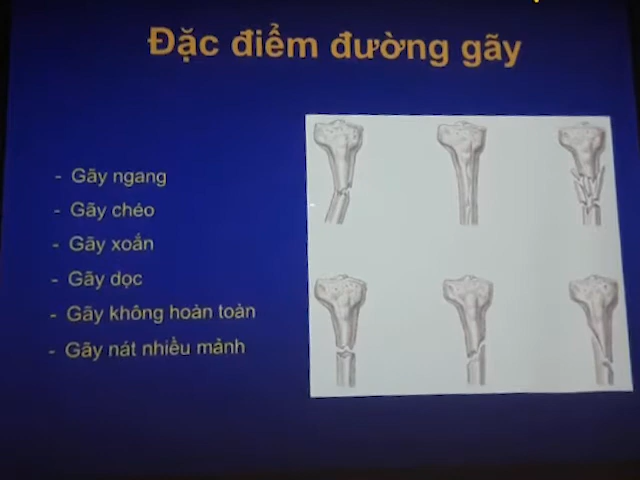 Đặc điểm đường gãy
- Gãy ngang
- Gãy chéo
- Gãy xoắn
- Gãy dọc
- Gãy không hoàn toàn
- Gãy nát nhiều mảnh